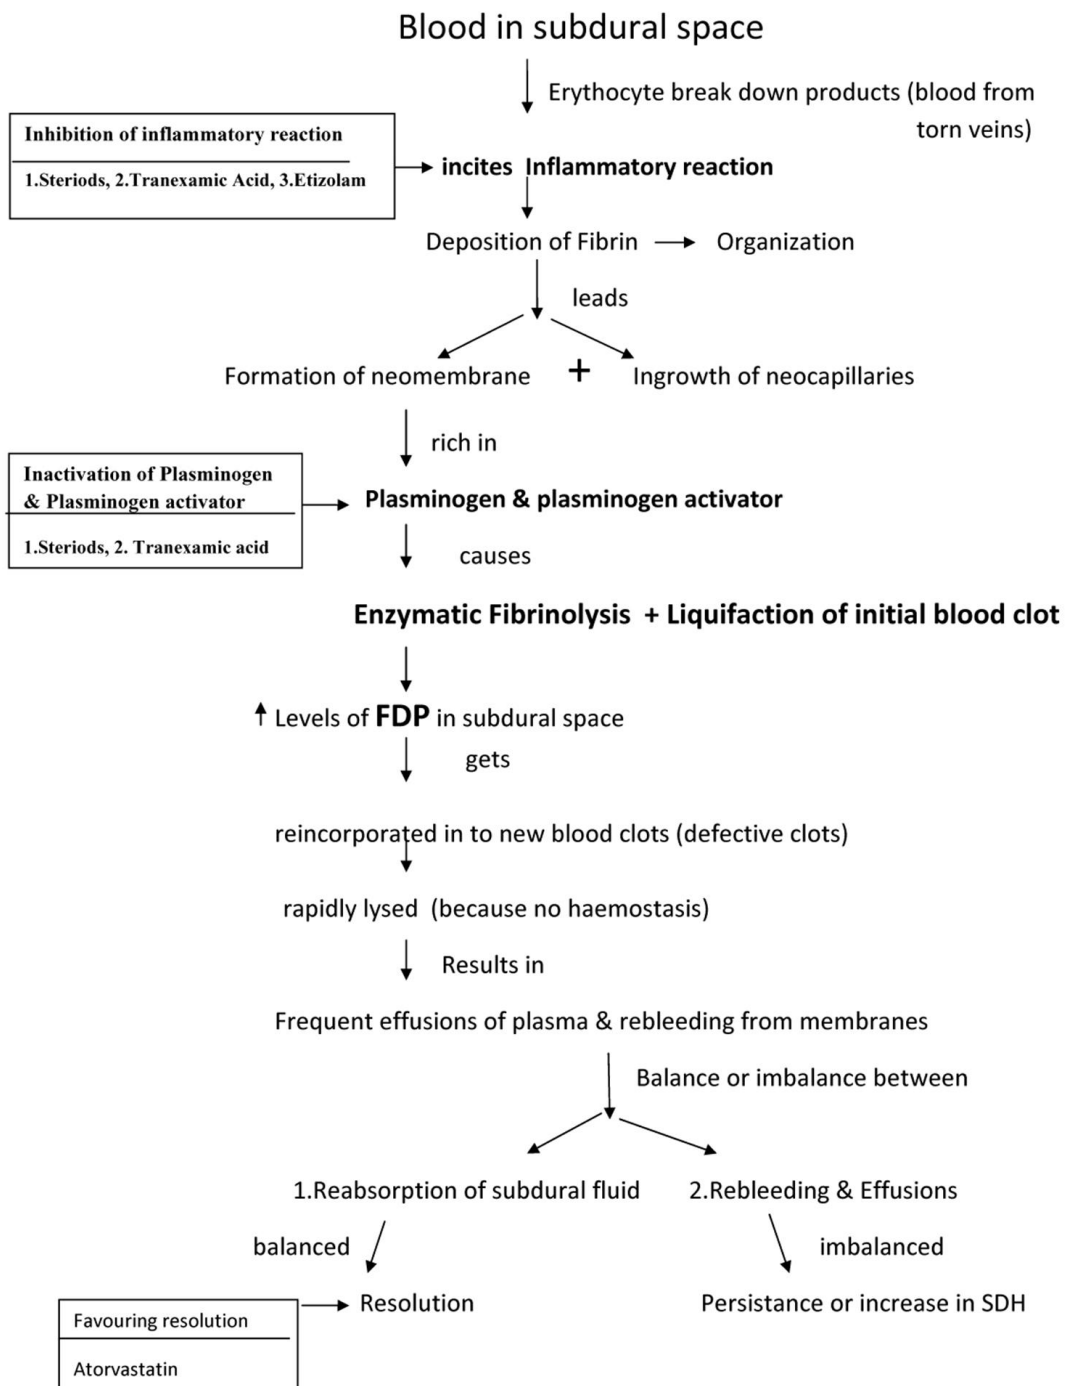 Blood in subdural space
Erythocyte break down products (blood from
torn veins)
Inhibition of inflammatory reaction
1.Steriods, 2.Tranexamic Acid, 3.Etizolam
incites Inflammatory reaction
Deposition of Fibrin
Organization
leads
Formation of neomembrane
+
Ingrowth of neocapillaries
rich in
Inactivation of Plasminogen
& Plasminogen activator
1.Steriods, 2. Tranexamic acid
Plasminogen & plasminogen activator
causes
Enzymatic Fibrinolysis + Liquifaction of initial blood clot
Levels of FDP in subdural space
gets
reincorporated in to new blood clots (defective clots)
rapidly lysed (because no haemostasis)
Results in
Frequent effusions of plasma & rebleeding from membranes
Balance or imbalance between
1.Reabsorption of subdural fluid
2.Rebleeding & Effusions
balanced
imbalanced
Resolution
Persistance or increase in SDH
Favouring resolution
Atorvastatin